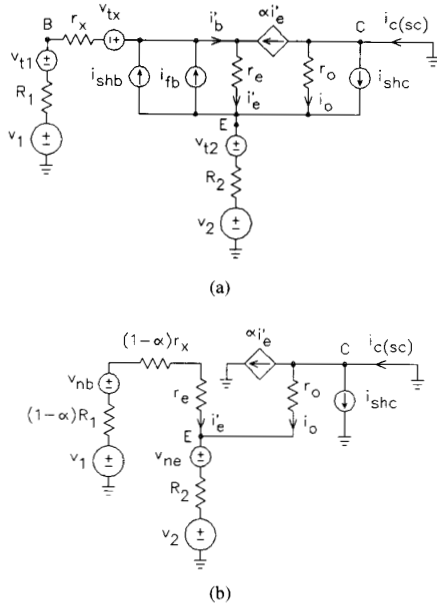 v_tx
B r_x i'_b αi'_e C i_c(sc)
v_t1 i_shb i_fb r_e r_o i_shc
R_1 i'_e i_o
E
v_1 v_t2
R_2
v_2
(a)
(1-α)r_x αi'_e C i_c(sc)
v_nb r_e r_o i_shc
(1-α)R_1 i'_e i_o
E
v_1 v_ne
R_2
v_2
(b)